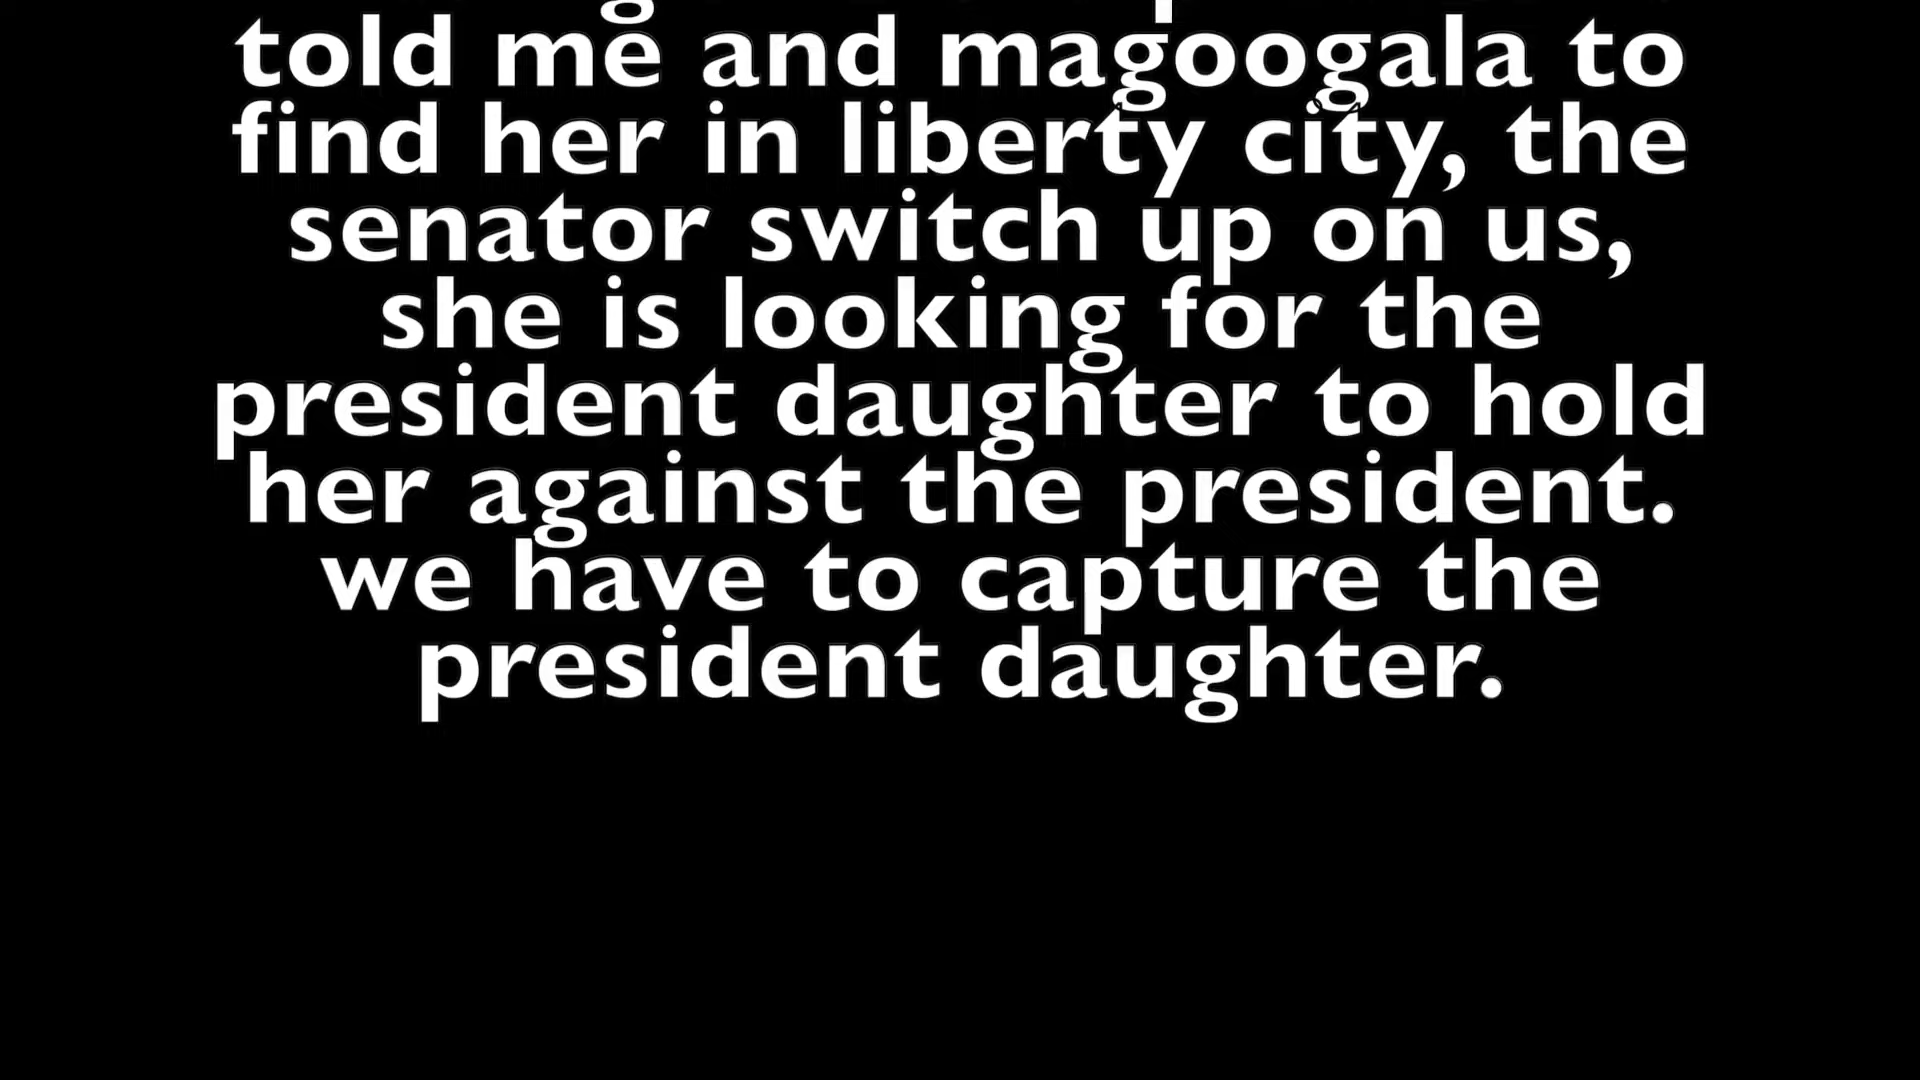 told me and magoogala to
find her in liberty city, the
senator switch up on us,
she is looking for the
president daughter to hold
her against the president.
we have to capture the
president daughter.